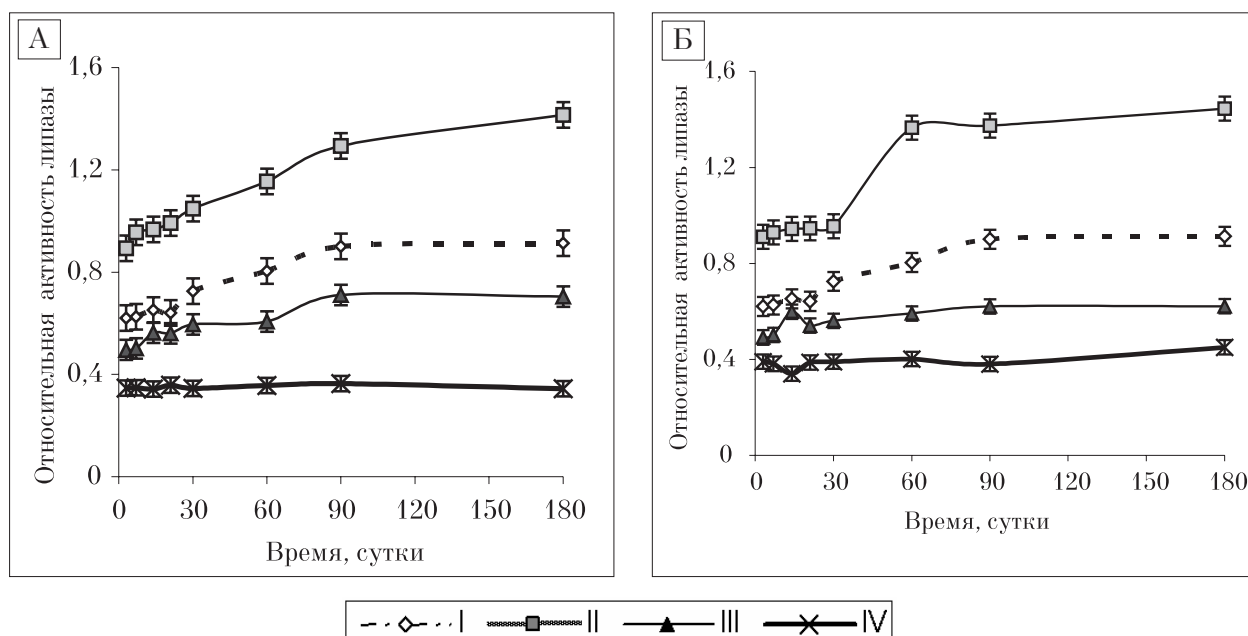 А
Относительная активность липазы
1,6
1,2
0,8
0,4
0
0 30 60 90 120 150 180
Время, сутки
Б
Относительная активность липазы
1,6
1,2
0,8
0,4
0
0 30 60 90 120 150 180
Время, сутки
I II III IV